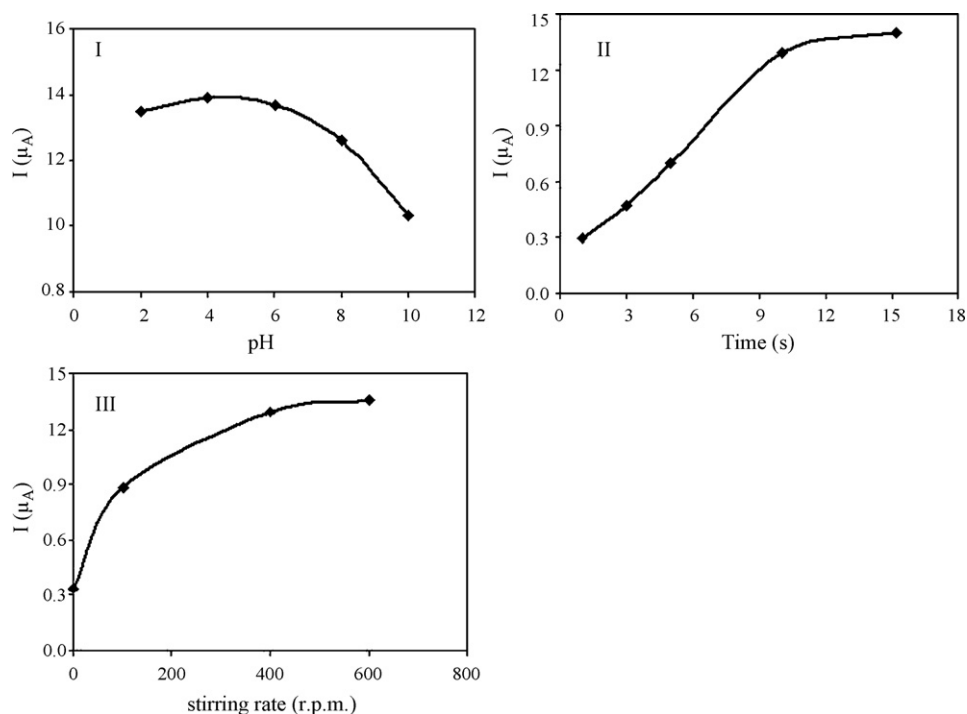 I
I (μA)
16
14
12
10
0.8
0 2 4 6 8 10 12
pH
II
I (μA)
15
12
0.9
0.6
0.3
0.0
0 3 6 9 12 15 18
Time (s)
III
I (μA)
15
12
0.9
0.6
0.3
0.0
0 200 400 600 800
stirring rate (r.p.m.)